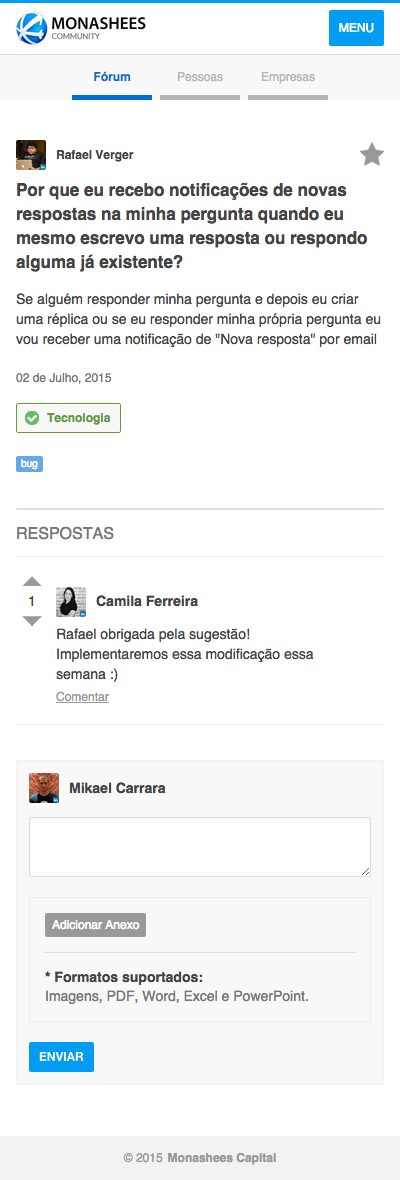 MONASHEES
COMMUNITY
MENU
Fórum
Pessoas
Empresas
Rafael Verger
Por que eu recebo notificações de novas
respostas na minha pergunta quando eu
mesmo escrevo uma resposta ou respondo
alguma já existente?
Se alguém responder minha pergunta e depois eu criar
uma réplica ou se eu responder minha própria pergunta eu
vou receber uma notificação de "Nova resposta" por email
02 de Julho, 2015
Tecnologia
bug
RESPOSTAS
1
Camila Ferreira
Rafael obrigada pela sugestão!
Implementaremos essa modificação essa
semana :)
Comentar
Mikael Carrara
Adicionar Anexo
* Formatos suportados:
Imagens, PDF, Word, Excel e PowerPoint.
ENVIAR
© 2015 Monashees Capital